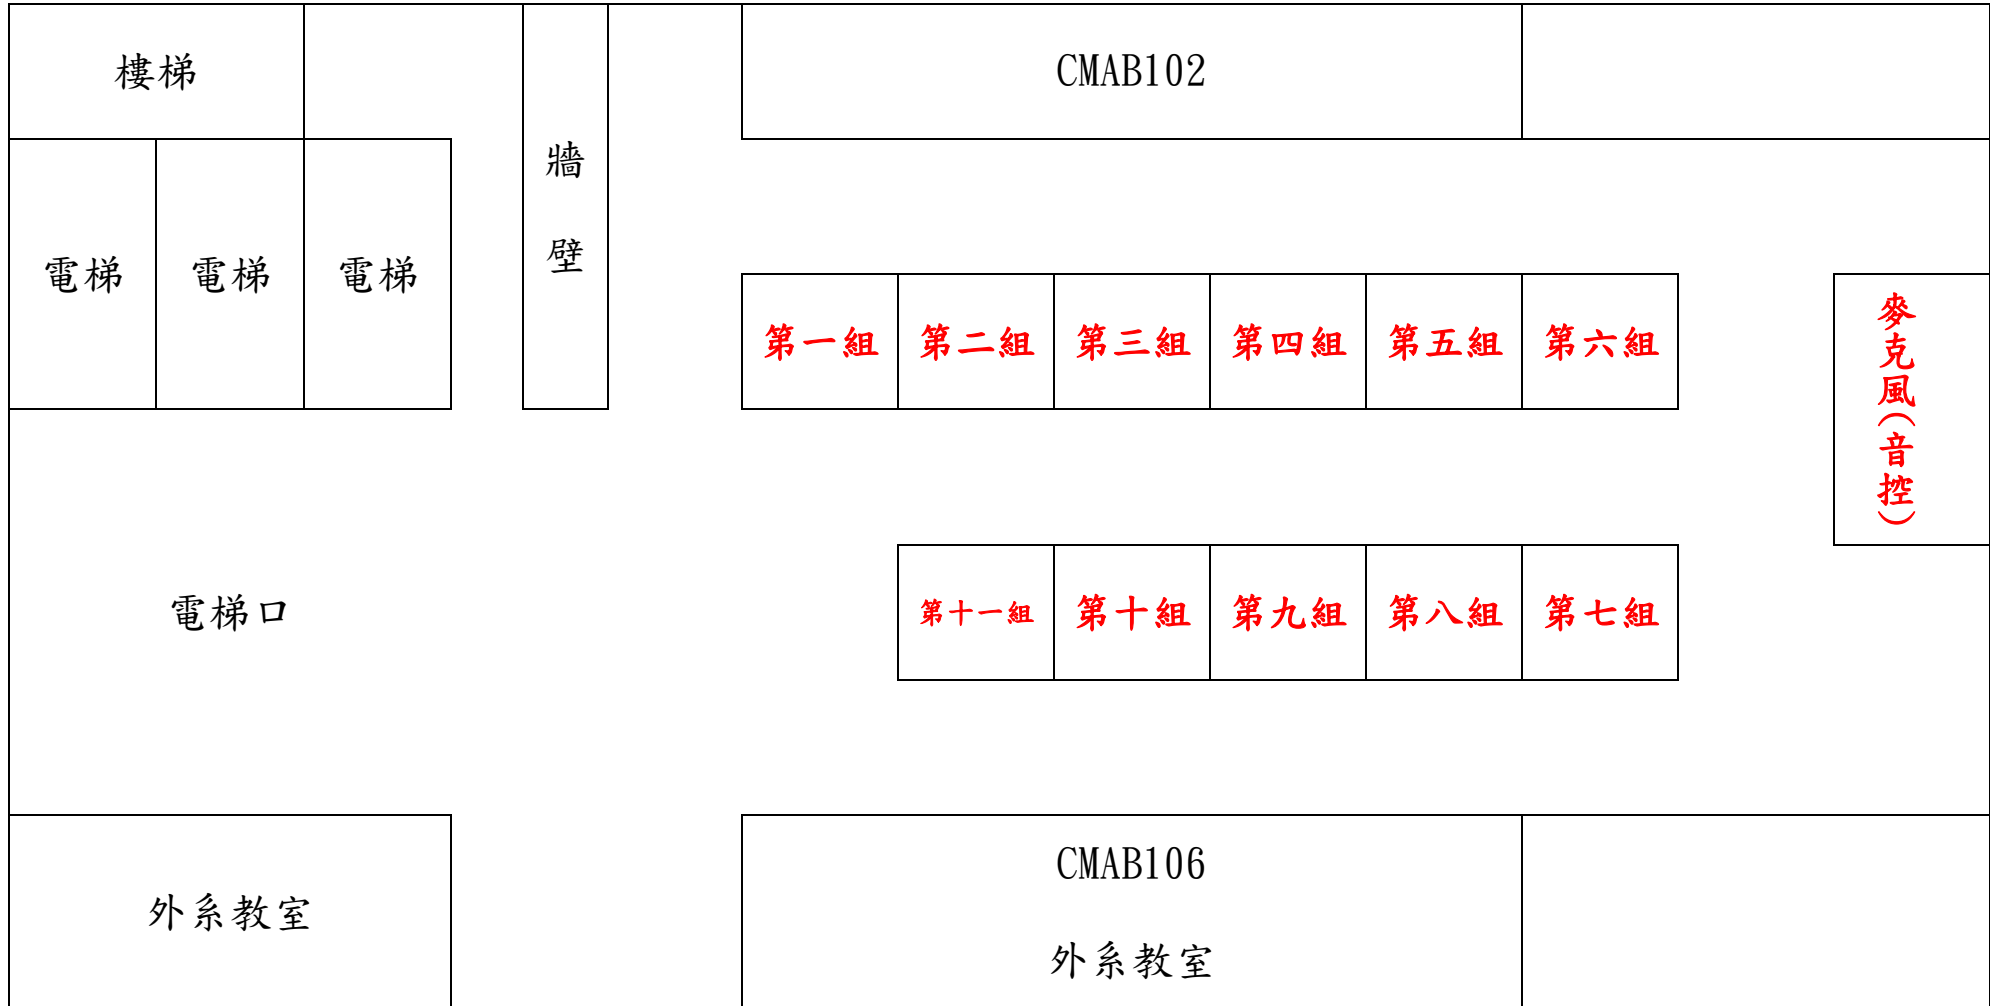 樓梯
CMAB102
牆壁
電梯
電梯
電梯
第一組
第二組
第三組
第四組
第五組
第六組
麥克風(音控)
電梯口
第十一組
第十組
第九組
第八組
第七組
外系教室
CMAB106
外系教室